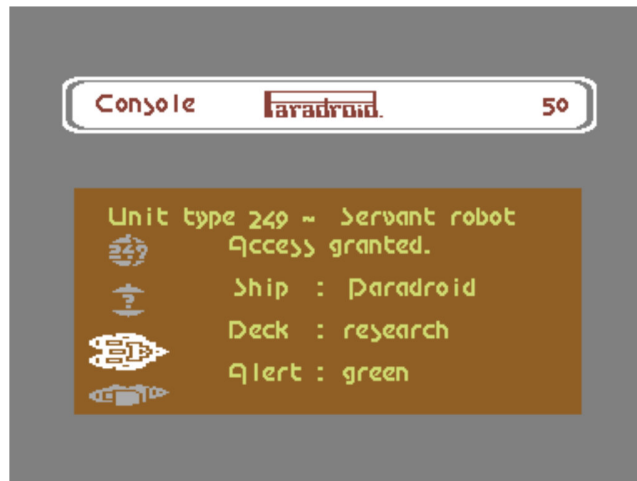 Console Paradroid. 50
Unit type 249 ~ Servant robot
249
Access granted.
?
Ship : Paradroid
Deck : research
Alert : green